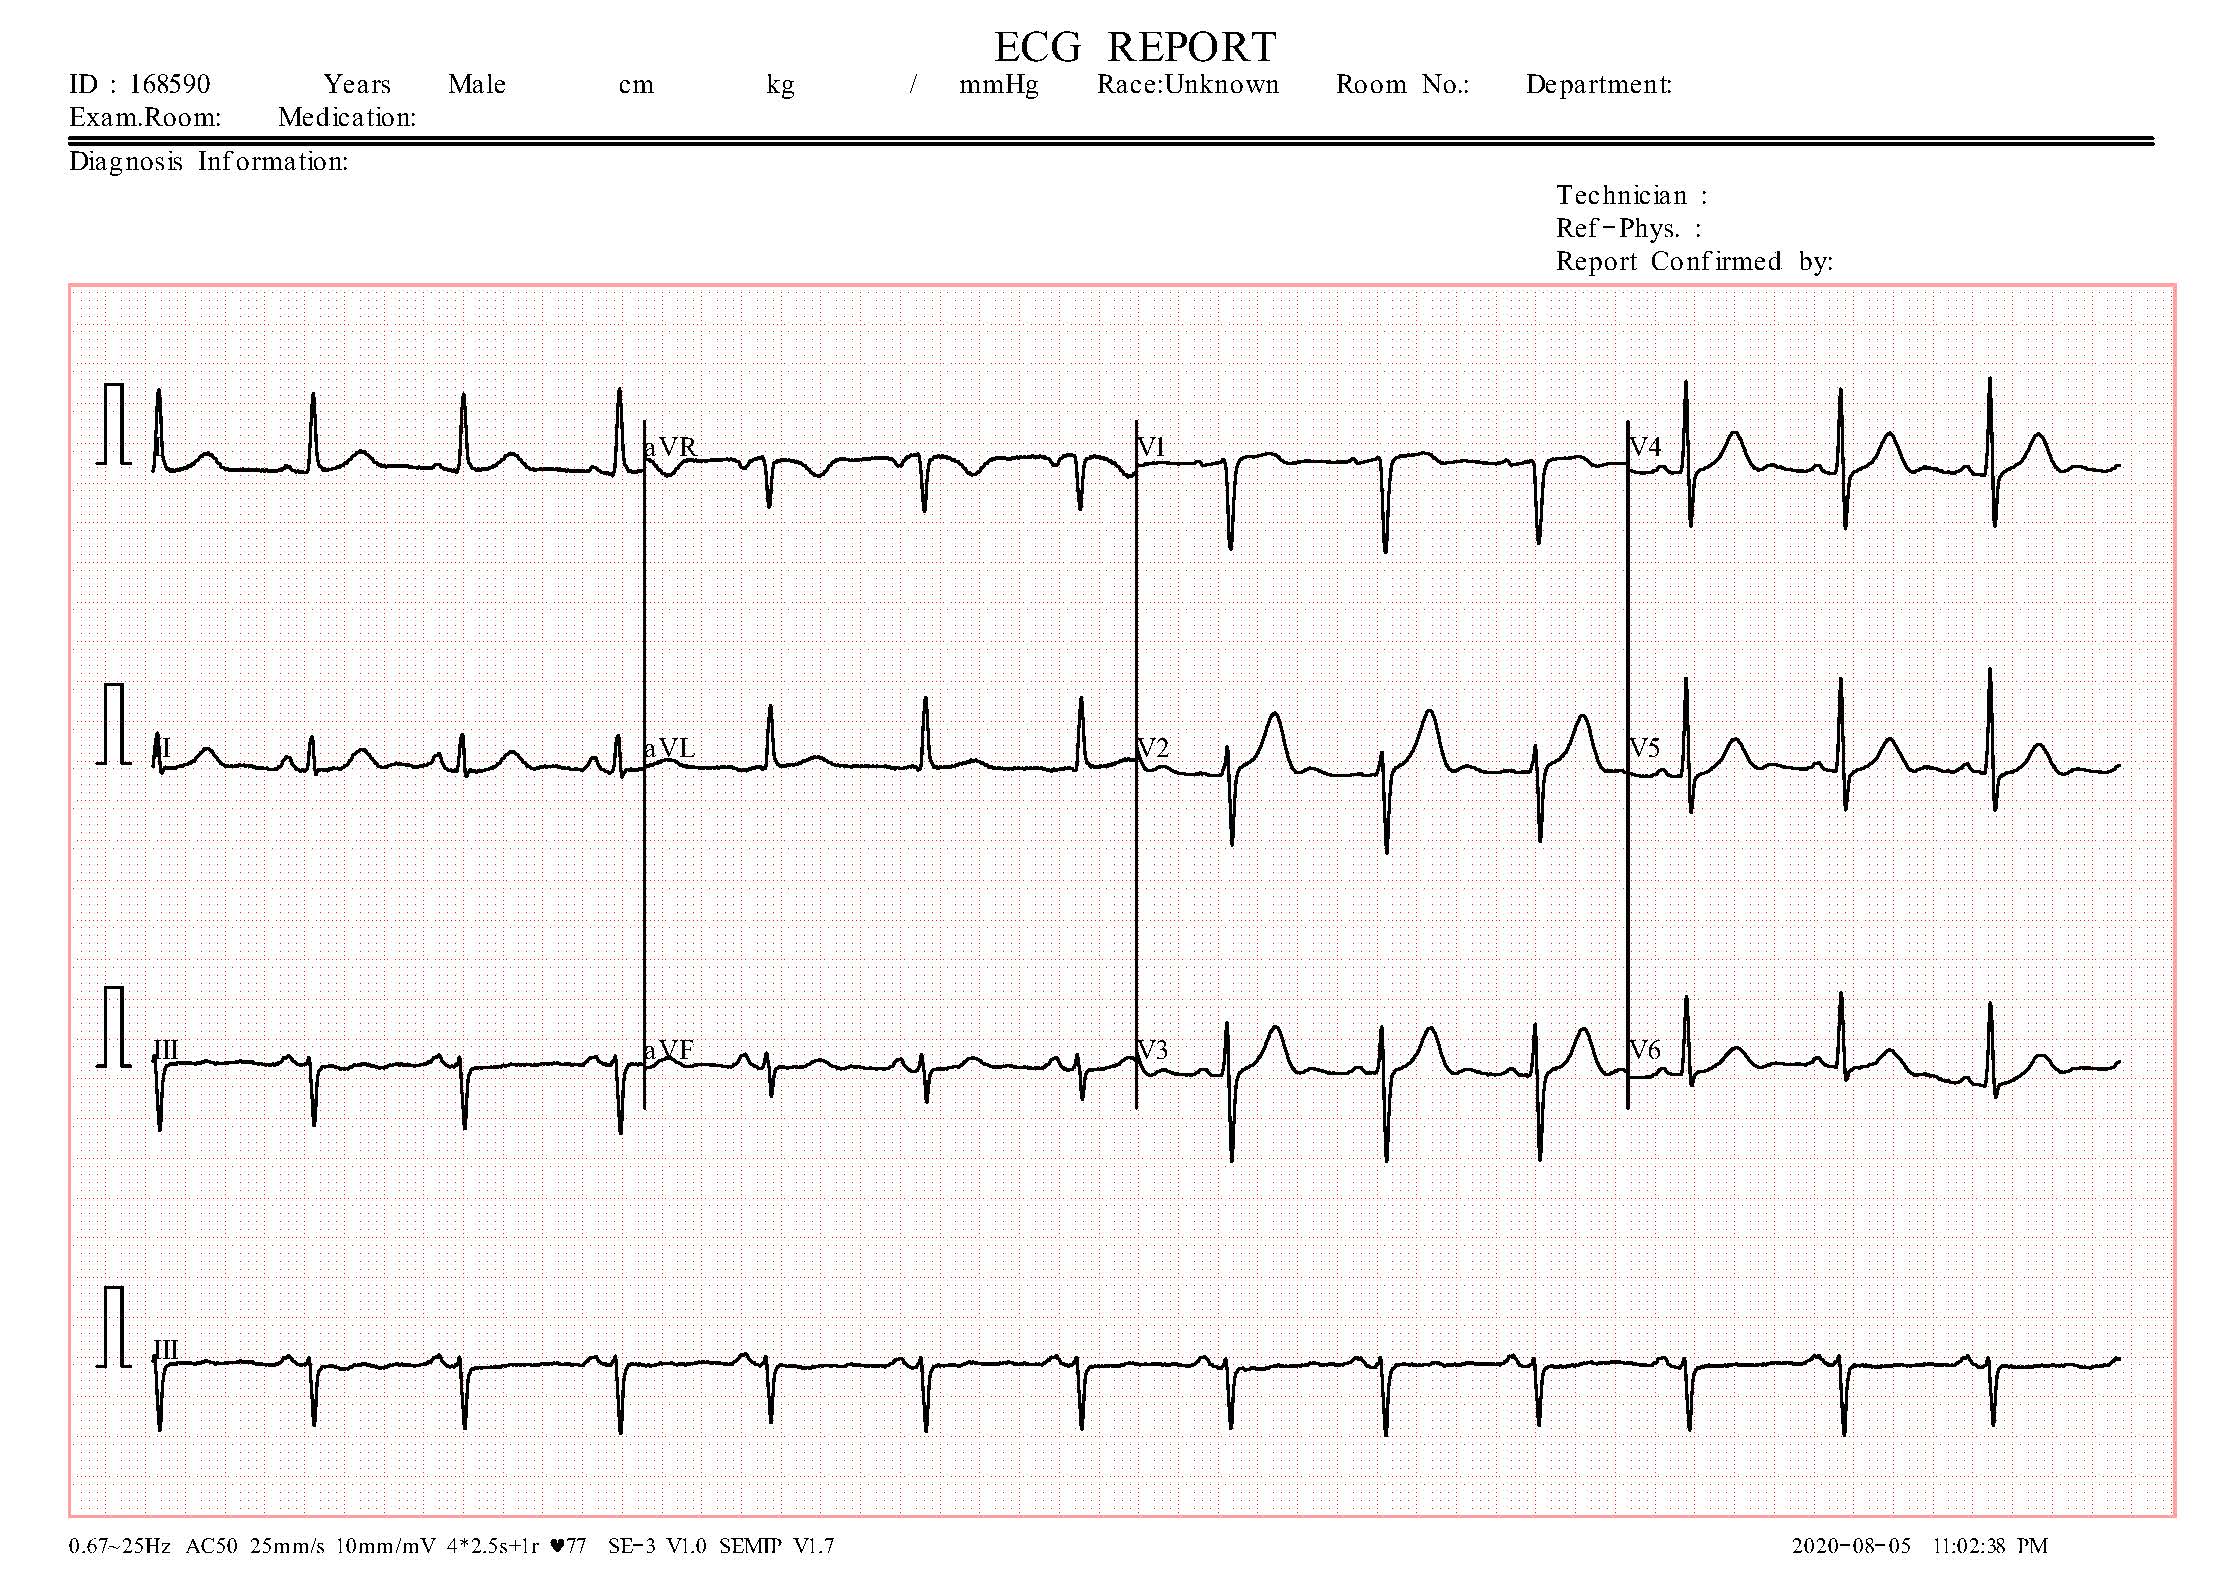 ECG REPORT
ID : 168590 Years Male cm kg / mmHg Race:Unknown Room No.: Department:
Exam.Room: Medication:
Diagnosis Information:
Technician :
Ref-Phys. :
Report Confirmed by:
aVR V1 V4
II aVL V2 V5
III aVF V3 V6
III
0.67~25Hz AC50 25mm/s 10mm/mV 4*2.5s+1r ♥77 SE-3 V1.0 SEMIP V1.7 2020-08-05 11:02:38 PM